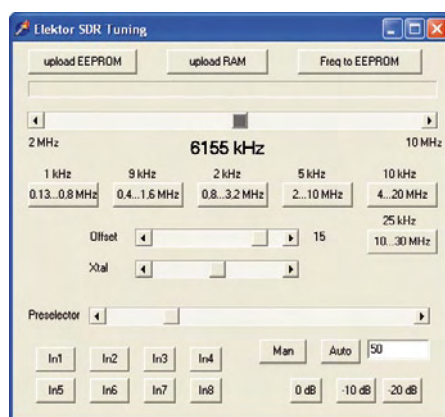 Elektor SDR Tuning
upload EEPROM upload RAM Freq to EEPROM
2 MHz 6155 kHz 10 MHz
1 kHz 9 kHz 2 kHz 5 kHz 10 kHz
0.13...0,8 MHz 0,4...1,6 MHz 0,8...3,2 MHz 2...10 MHz 4...20 MHz
25 kHz
10...30 MHz
Offset 15
Xtal
Preselector
In1 In2 In3 In4 Man Auto 50
In5 In6 In7 In8 0 dB -10 dB -20 dB